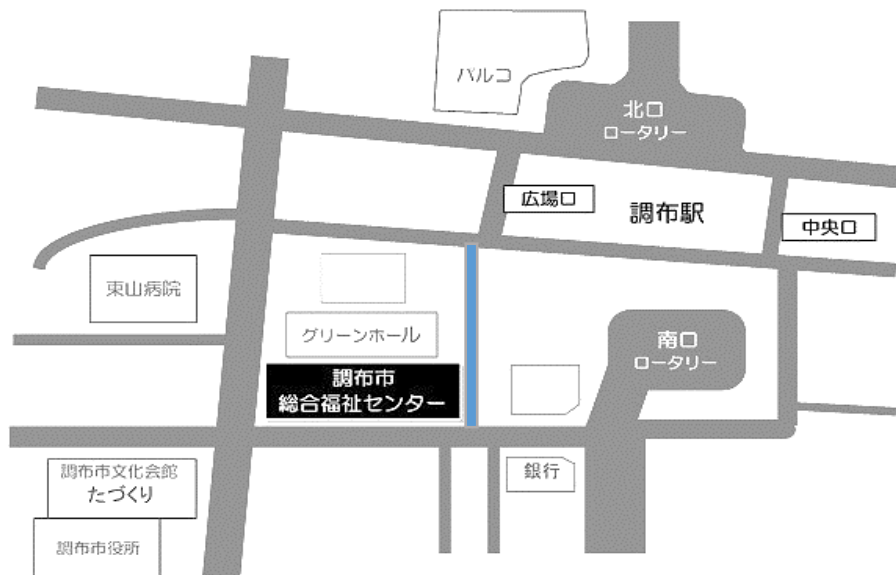 パルコ
北口
ロータリー
広場口
調布駅
中央口
東山病院
グリーンホール
南口
ロータリー
調布市
総合福祉センター
調布市文化会館
たづくり
銀行
調布市役所